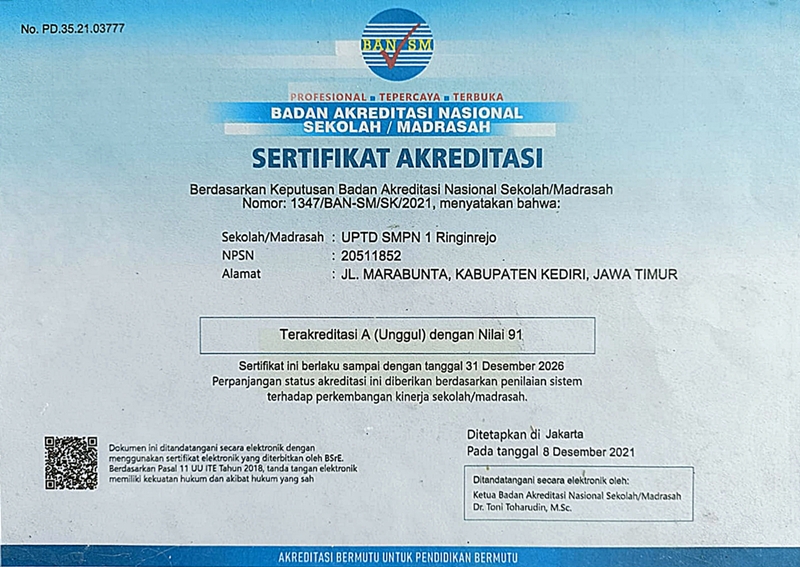 No. PD.35.21.03777
BAN SM
PROFESIONAL ■ TEPERCAYA ■ TERBUKA
BADAN AKREDITASI NASIONAL
SEKOLAH / MADRASAH
SERTIFIKAT AKREDITASI
Berdasarkan Keputusan Badan Akreditasi Nasional Sekolah/Madrasah
Nomor: 1347/BAN-SM/SK/2021, menyatakan bahwa:
Sekolah/Madrasah : UPTD SMPN 1 Ringinrejo
NPSN : 20511852
Alamat : JL. MARABUNTA, KABUPATEN KEDIRI, JAWA TIMUR
Terakreditasi A (Unggul) dengan Nilai 91
Sertifikat ini berlaku sampai dengan tanggal 31 Desember 2026
Perpanjangan status akreditasi ini diberikan berdasarkan penilaian sistem
terhadap perkembangan kinerja sekolah/madrasah.
Dokumen ini ditandatangani secara elektronik dengan
menggunakan sertifikat elektronik yang diterbitkan oleh BSrE.
Berdasarkan Pasal 11 UU ITE Tahun 2018, tanda tangan elektronik
memiliki kekuatan hukum dan akibat hukum yang sah
Ditetapkan di Jakarta
Pada tanggal 8 Desember 2021
Ditandatangani secara elektronik oleh:
Ketua Badan Akreditasi Nasional Sekolah/Madrasah
Dr. Toni Toharudin, M.Sc.
AKREDITASI BERMUTU UNTUK PENDIDIKAN BERMUTU